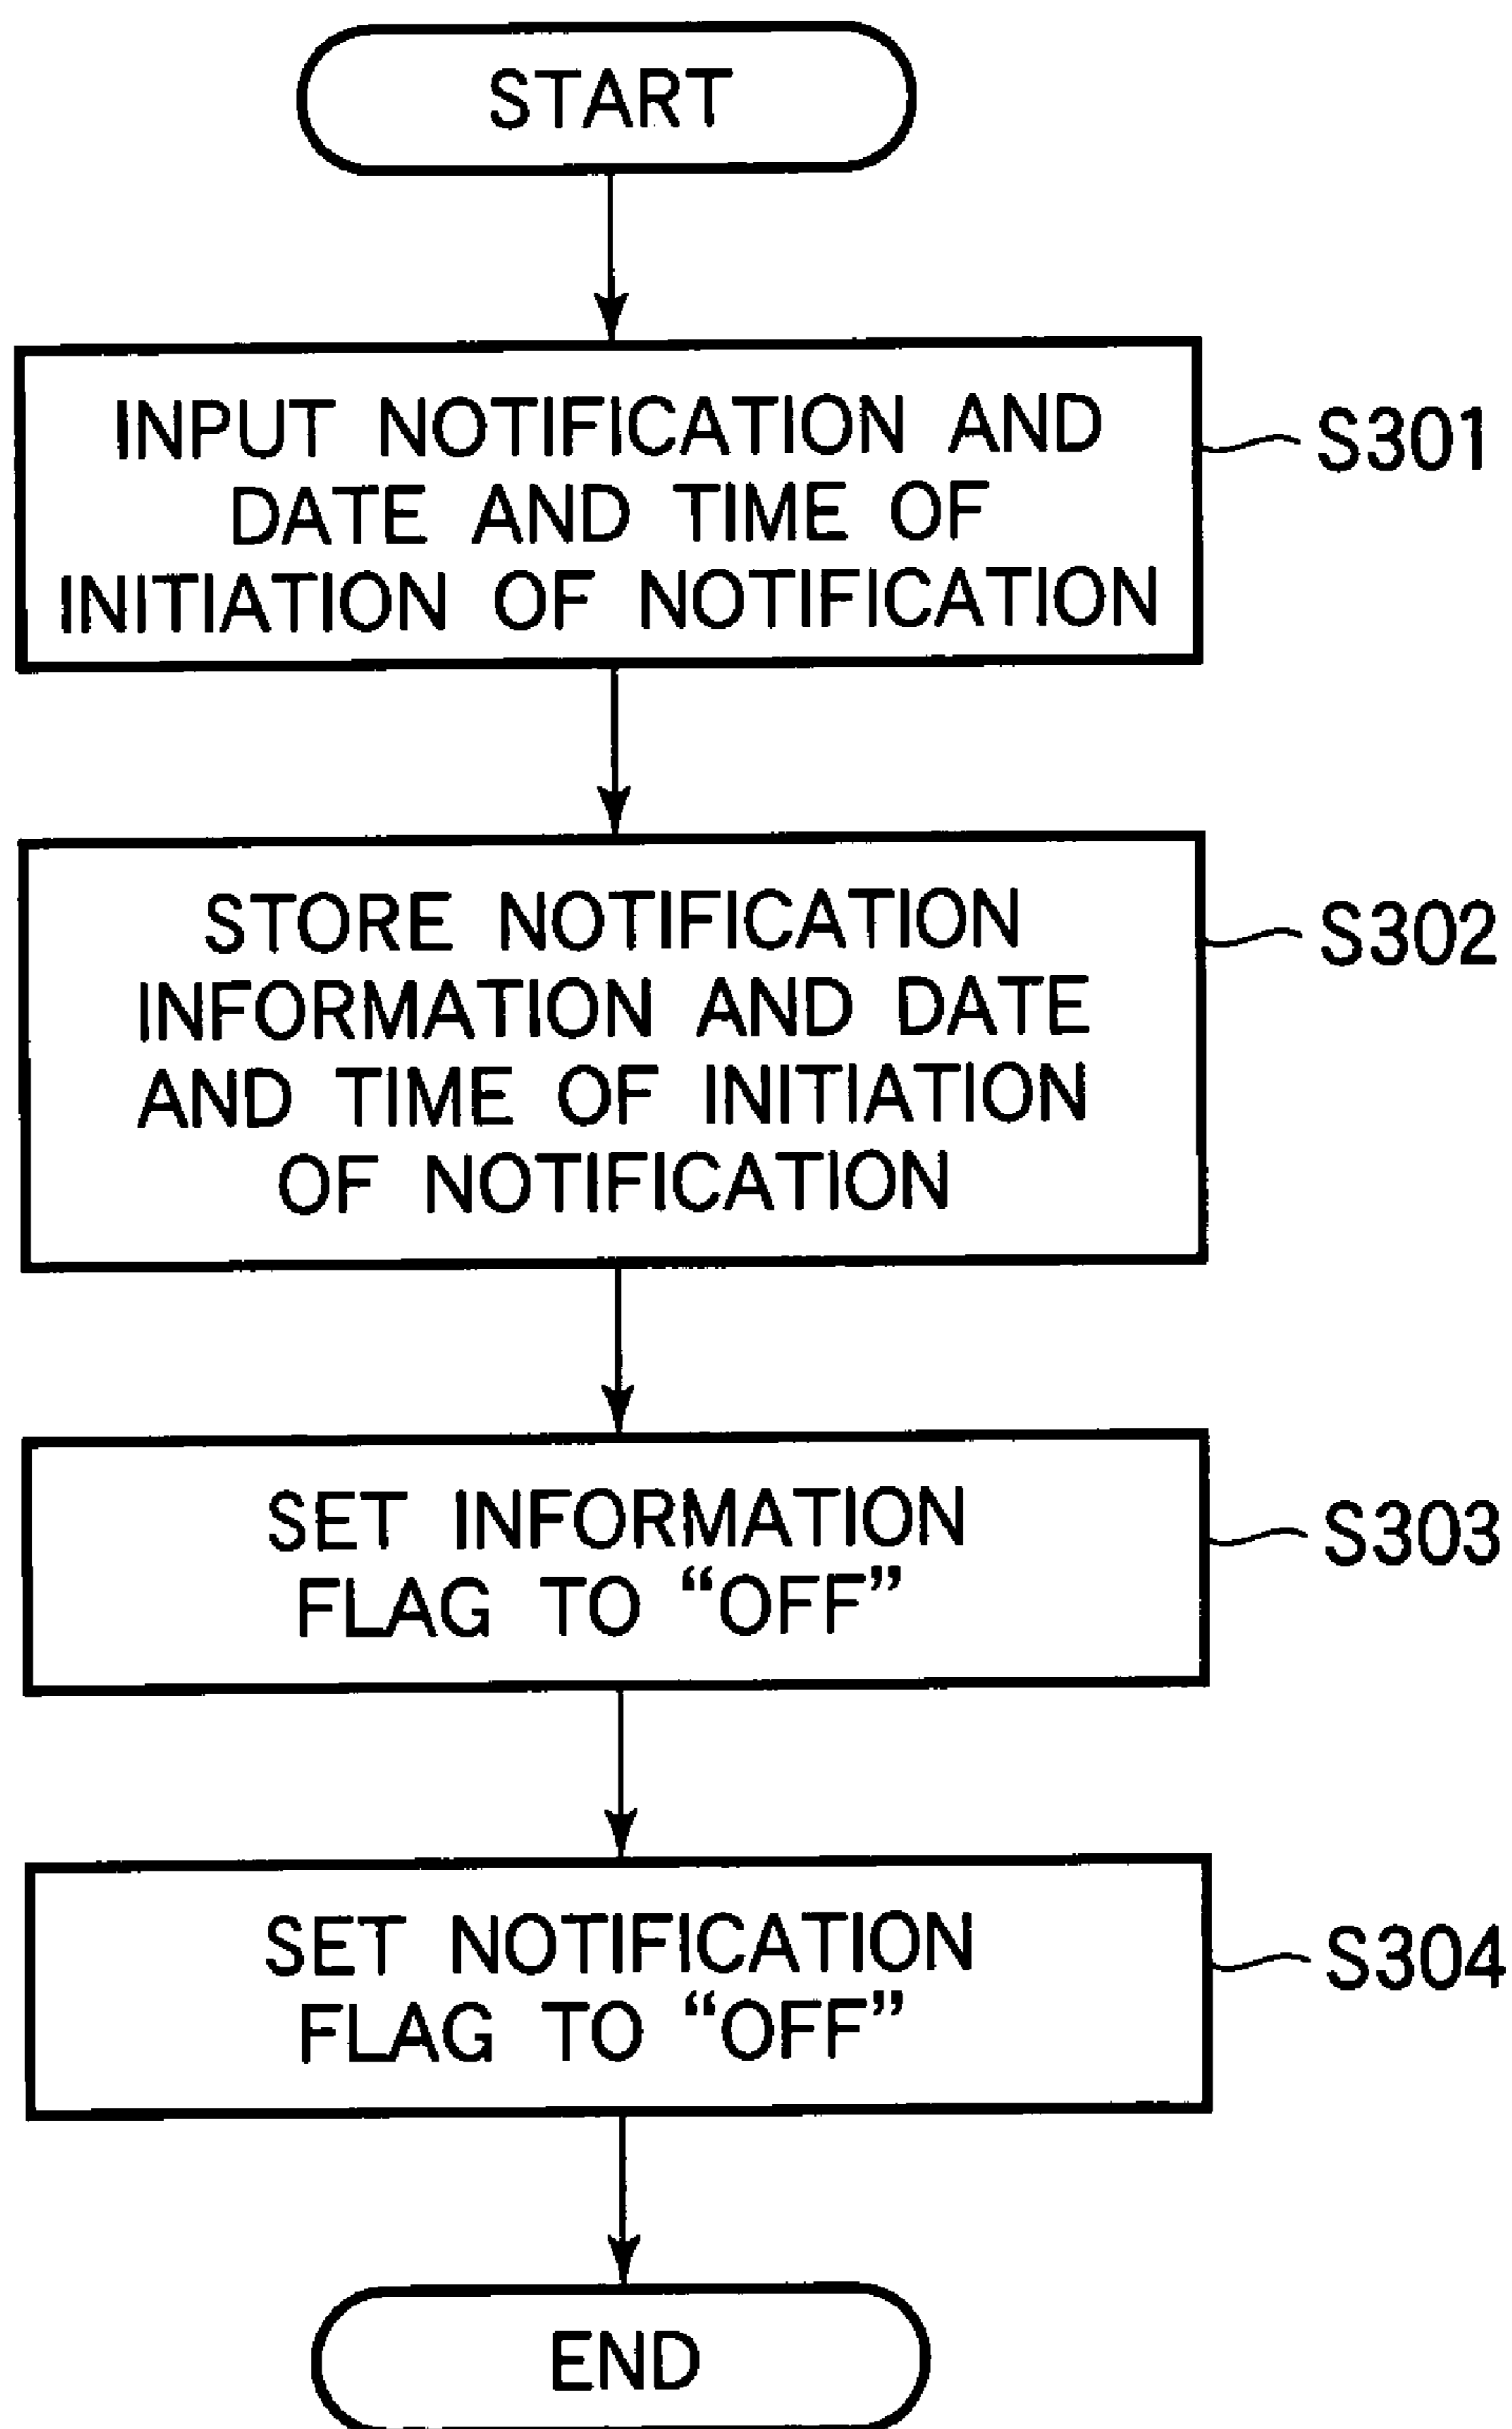 START
INPUT NOTIFICATION AND
DATE AND TIME OF
INITIATION OF NOTIFICATION
S301
STORE NOTIFICATION
INFORMATION AND DATE
AND TIME OF INITIATION
OF NOTIFICATION
S302
SET INFORMATION
FLAG TO “OFF”
S303
SET NOTIFICATION
FLAG TO “OFF”
S304
END